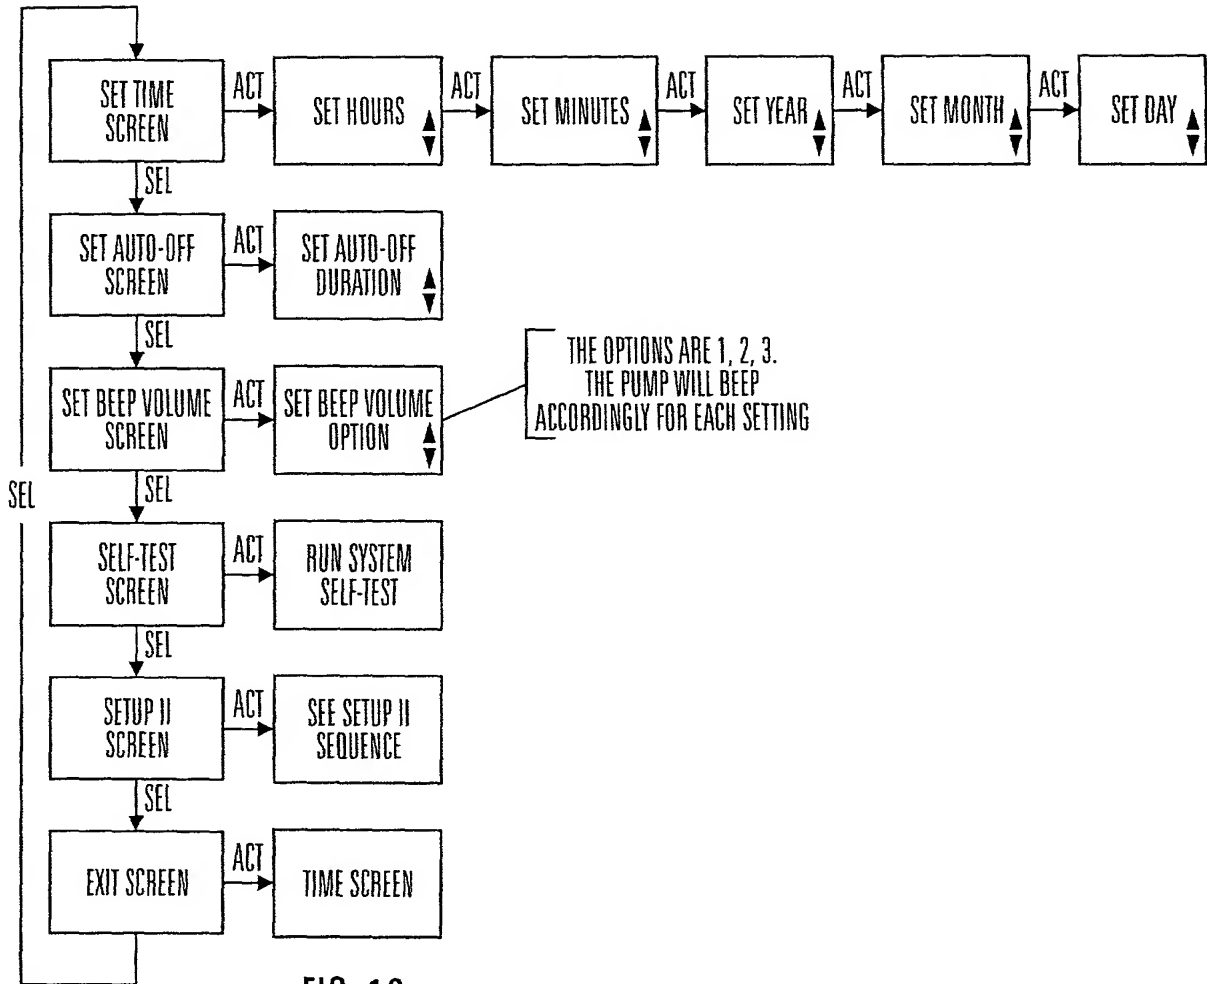 SET TIME
SCREEN
ACT
SET HOURS
ACT
SET MINUTES
ACT
SET YEAR
ACT
SET MONTH
ACT
SET DAY
SEL
SET AUTO-OFF
SCREEN
ACT
SET AUTO-OFF
DURATION
SEL
SET BEEP VOLUME
SCREEN
ACT
SET BEEP VOLUME
OPTION
THE OPTIONS ARE 1, 2, 3.
THE PUMP WILL BEEP
ACCORDINGLY FOR EACH SETTING
SEL
SEL
SELF-TEST
SCREEN
ACT
RUN SYSTEM
SELF-TEST
SEL
SETUP II
SCREEN
ACT
SEE SETUP II
SEQUENCE
SEL
EXIT SCREEN
ACT
TIME SCREEN